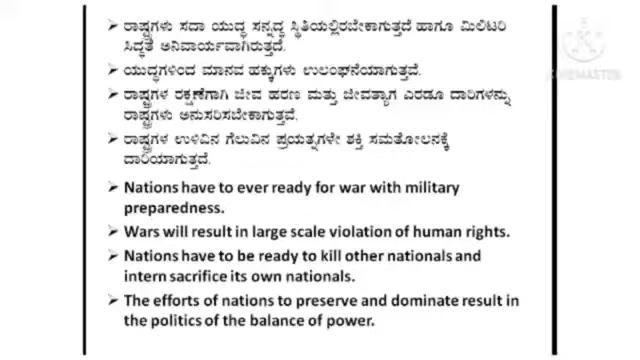 ➢ ರಾಷ್ಟ್ರಗಳು ಸದಾ ಯುದ್ಧ ಸನ್ನದ್ಧ ಸ್ಥಿತಿಯಲ್ಲಿರಬೇಕಾಗುತ್ತದೆ ಹಾಗೂ ಮಿಲಿಟರಿ
ಸಿದ್ಧತೆ ಅನಿವಾರ್ಯವಾಗಿರುತ್ತದೆ.
➢ ಯುದ್ಧಗಳಿಂದ ಮಾನವ ಹಕ್ಕುಗಳು ಉಲಂಘನೆಯಾಗುತ್ತವೆ.
➢ ರಾಷ್ಟ್ರಗಳ ರಕ್ಷಣೆಗಾಗಿ ಜೀವ ಹರಣ ಮತ್ತು ಜೀವತ್ಯಾಗ ಎರಡೂ ದಾರಿಗಳನ್ನು
ರಾಷ್ಟ್ರಗಳು ಅನುಸರಿಸಬೇಕಾಗುತ್ತವೆ.
➢ ರಾಷ್ಟ್ರಗಳ ಉಳಿವಿನ ಗೆಲುವಿನ ಪ್ರಯತ್ನಗಳೇ ಶಕ್ತಿ ಸಮತೋಲನಕ್ಕೆ
ದಾರಿಯಾಗುತ್ತದೆ.
➢ Nations have to ever ready for war with military
preparedness.
➢ Wars will result in large scale violation of human rights.
➢ Nations have to be ready to kill other nationals and
intern sacrifice its own nationals.
➢ The efforts of nations to preserve and dominate result in
the politics of the balance of power.
K
KINEMASTER